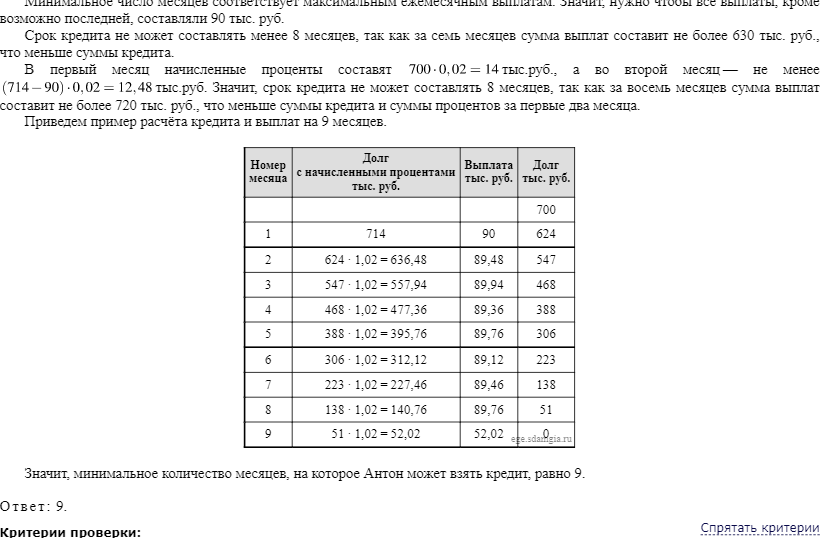 Минимальное число месяцев соответствует максимальным ежемесячным выплатам. Значит, нужно чтобы все выплаты, кроме
возможно последней, составляли 90 тыс. руб.
Срок кредита не может составлять менее 8 месяцев, так как за семь месяцев сумма выплат составит не более 630 тыс. руб.,
что меньше суммы кредита.
В первый месяц начисленные проценты составят 700·0,02 = 14 тыс.руб., а во второй месяц — не менее
(714 − 90)·0,02 = 12,48 тыс.руб. Значит, срок кредита не может составлять 8 месяцев, так как за восемь месяцев сумма выплат
составит не более 720 тыс. руб., что меньше суммы кредита и суммы процентов за первые два месяца.
Приведем пример расчёта кредита и выплат на 9 месяцев.
Номер месяца Долг с начисленными процентами тыс. руб. Выплата тыс. руб. Долг тыс. руб.
700
1 714 90 624
2 624 · 1,02 = 636,48 89,48 547
3 547 · 1,02 = 557,94 89,94 468
4 468 · 1,02 = 477,36 89,36 388
5 388 · 1,02 = 395,76 89,76 306
6 306 · 1,02 = 312,12 89,12 223
7 223 · 1,02 = 227,46 89,46 138
8 138 · 1,02 = 140,76 89,76 51
9 51 · 1,02 = 52,02 52,02 0
ege.sdamgia.ru
Значит, минимальное количество месяцев, на которое Антон может взять кредит, равно 9.
Ответ: 9.
Спрятать критерии
Критерии проверки: